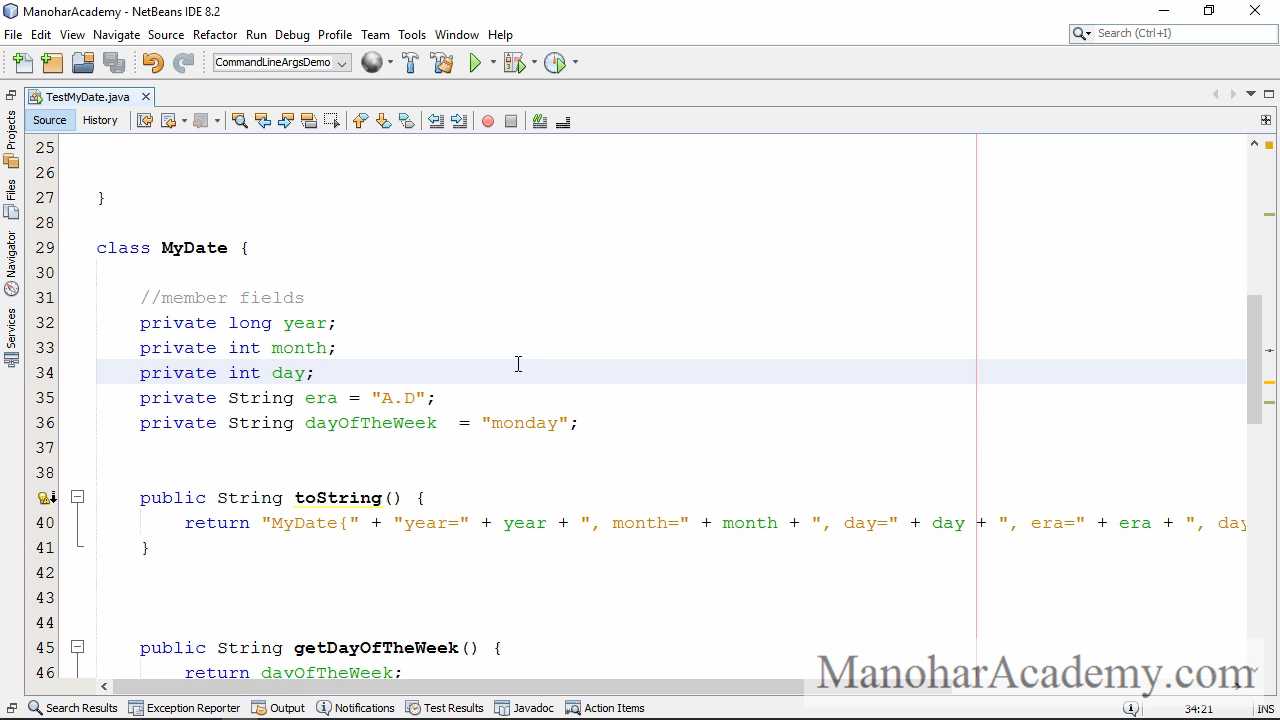 ManoharAcademy - NetBeans IDE 8.2
File Edit View Navigate Source Refactor Run Debug Profile Team Tools Window Help
Search (Ctrl+I)
CommandLineArgsDemo
TestMyDate.java
Source History
Projects
Files
Navigator
Services
25
26
27 }
28
29 class MyDate {
30
31 //member fields
32 private long year;
33 private int month;
34 private int day;
35 private String era = "A.D";
36 private String dayOfTheWeek  = "monday";
37
38
public String toString() {
40 return "MyDate{" + "year=" + year + ", month=" + month + ", day=" + day + ", era=" + era + ", day
41 }
42
43
44
45 public String getDayOfTheWeek() {
46 return dayOfTheWeek;
ManoharAcademy.com
Search Results Exception Reporter Output Notifications Test Results Javadoc Action Items 34:21 INS